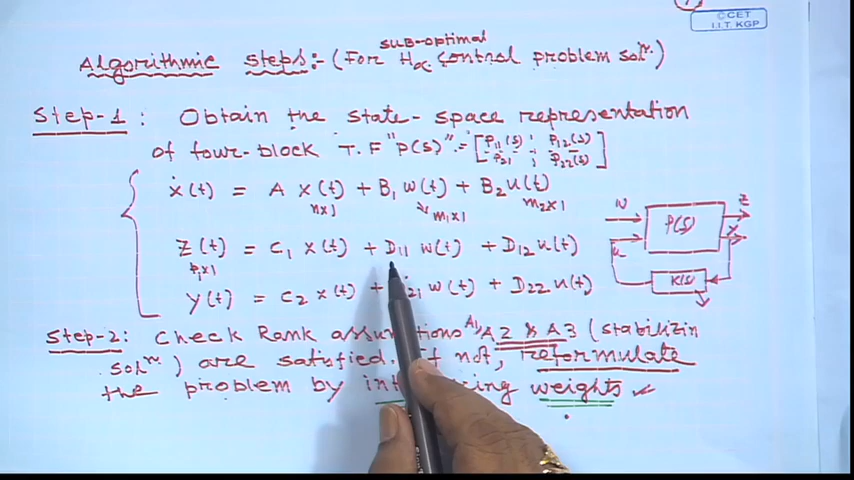 © CET
I.I.T. KGP
Algorithmic steps:- (For sub-optimal H∝ control problem solⁿ.)
Step-1: Obtain the state-space representation
of four-block T.F "P(s)" = [P11(s) ; P12(s) P21 ; P22(s)]
ẋ(t) = A x(t) + B1 w(t) + B2 u(t)
n×1 m1×1 m2×1
Z(t) = C1 x(t) + D11 w(t) + D12 u(t)
p1×1
y(t) = C2 x(t) + 21 w(t) + D22 u(t)
w P(s) z
u K(s)
Step-2: Check Rank assumptions A1, A2 & A3 (stabilizin
solⁿ) are satisfied. If not, reformulate
the problem by weights